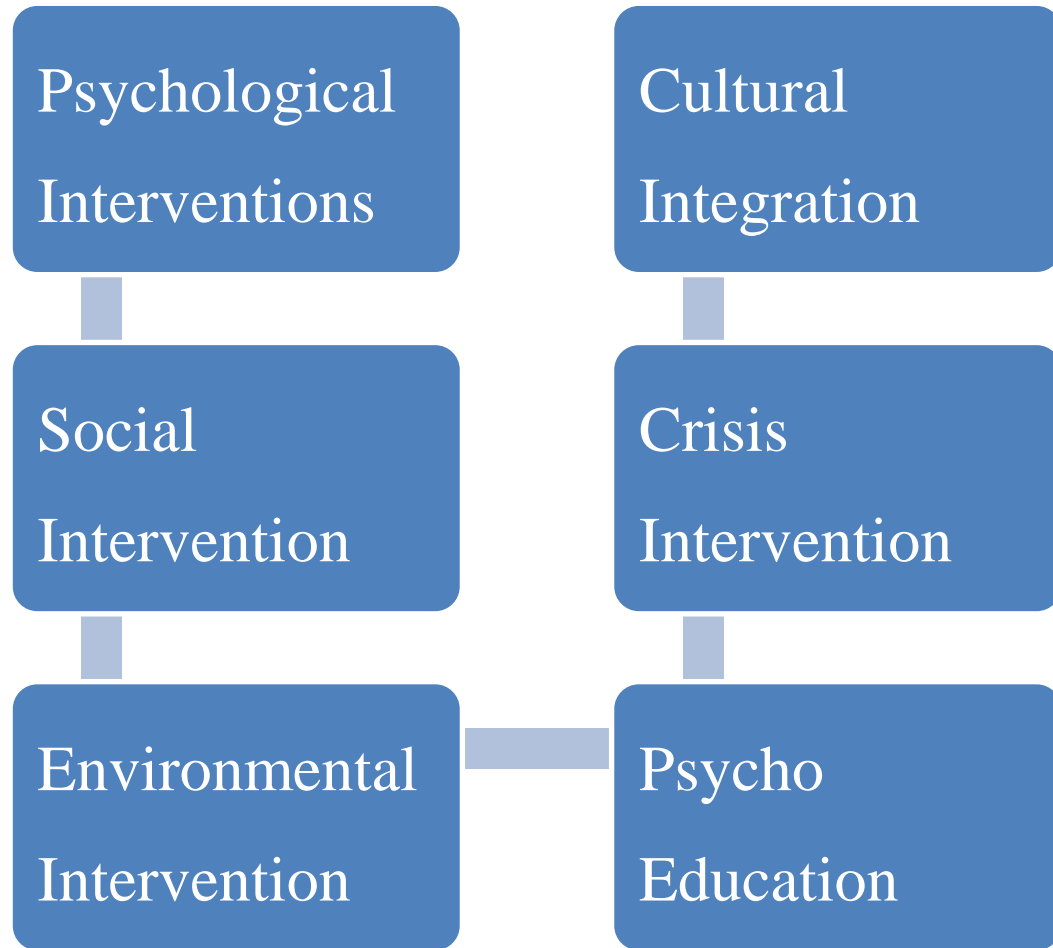 Psychological
Interventions
Social
Intervention
Environmental
Intervention
Psycho
Education
Crisis
Intervention
Cultural
Integration